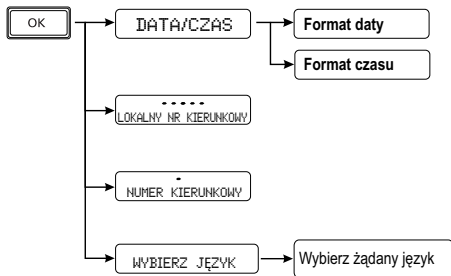 OK
DATA/CZAS
Format daty
Format czasu
-----
LOKALNY NR KIERUNKOWY
-
NUMER KIERUNKOWY
WYBIERZ JĘZYK
Wybierz żądany język